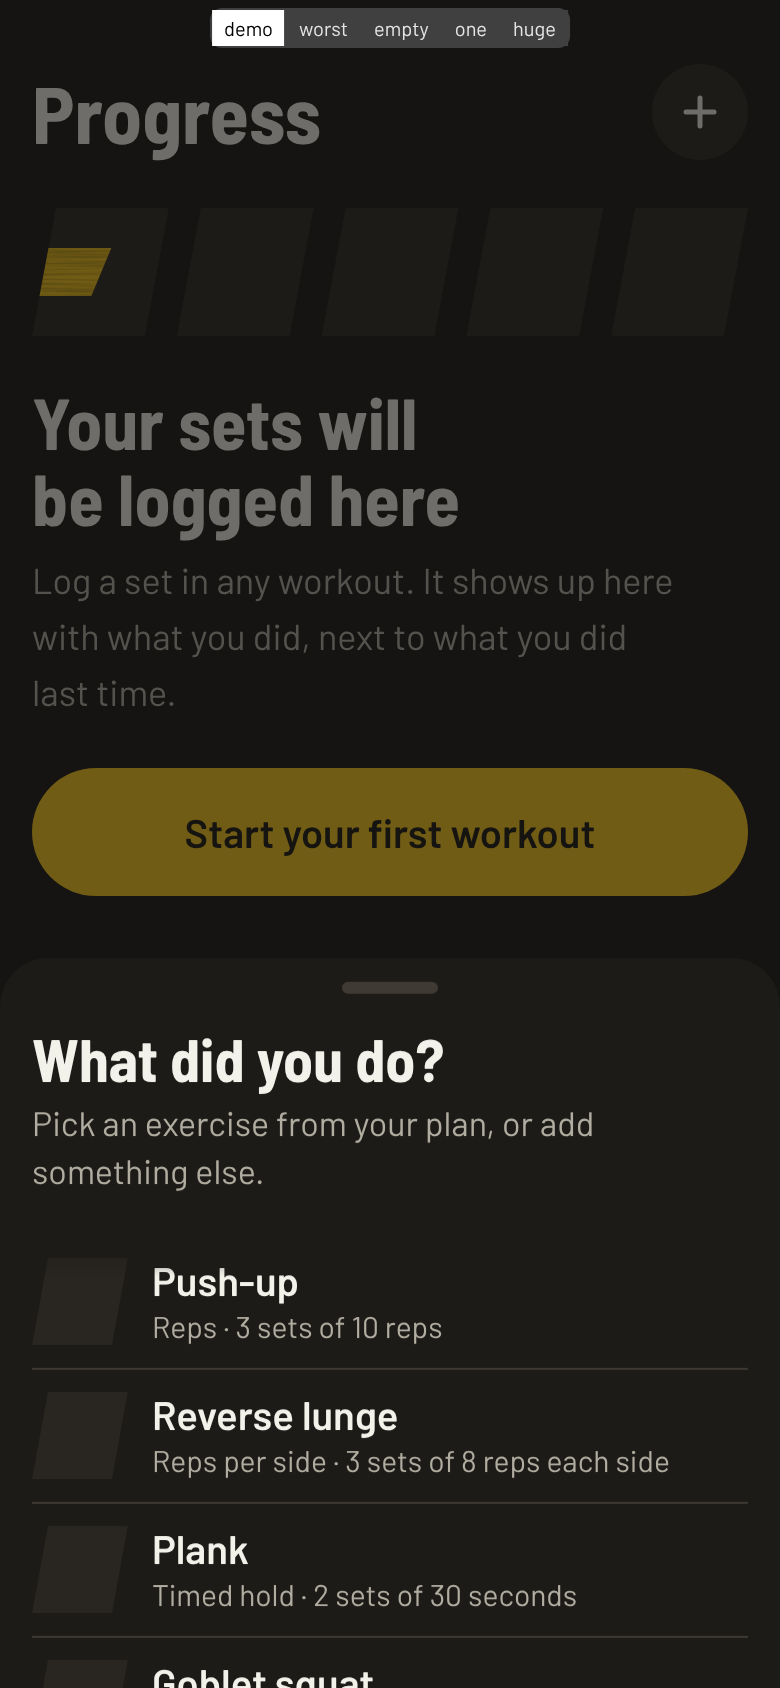 demo worst empty one huge
Progress
Your sets will
be logged here
Log a set in any workout. It shows up here
with what you did, next to what you did
last time.
Start your first workout
What did you do?
Pick an exercise from your plan, or add
something else.
Push-up
Reps · 3 sets of 10 reps
Reverse lunge
Reps per side · 3 sets of 8 reps each side
Plank
Timed hold · 2 sets of 30 seconds
Goblet squat